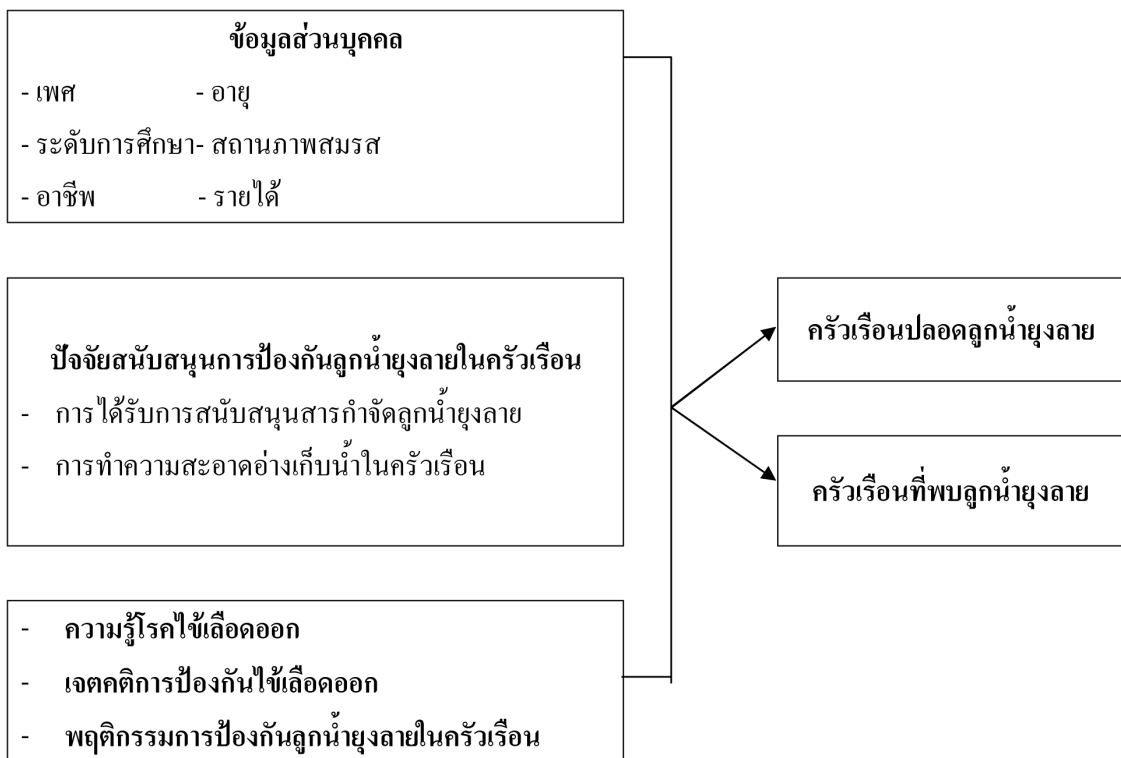 ข้อมูลส่วนบุคคล
- เพศ - อายุ
- ระดับการศึกษา- สถานภาพสมรส
- อาชีพ - รายได้
ปัจจัยสนับสนุนการป้องกันลูกน้ำยุงลายในครัวเรือน
- การได้รับการสนับสนุนสารกำจัดลูกน้ำยุงลาย
- การทำความสะอาดอ่างเก็บน้ำในครัวเรือน
ครัวเรือนปลอดลูกน้ำยุงลาย
ครัวเรือนที่พบลูกน้ำยุงลาย
- ความรู้โรคไข้เลือดออก
- เจตคติการป้องกันไข้เลือดออก
- พฤติกรรมการป้องกันลูกน้ำยุงลายในครัวเรือน